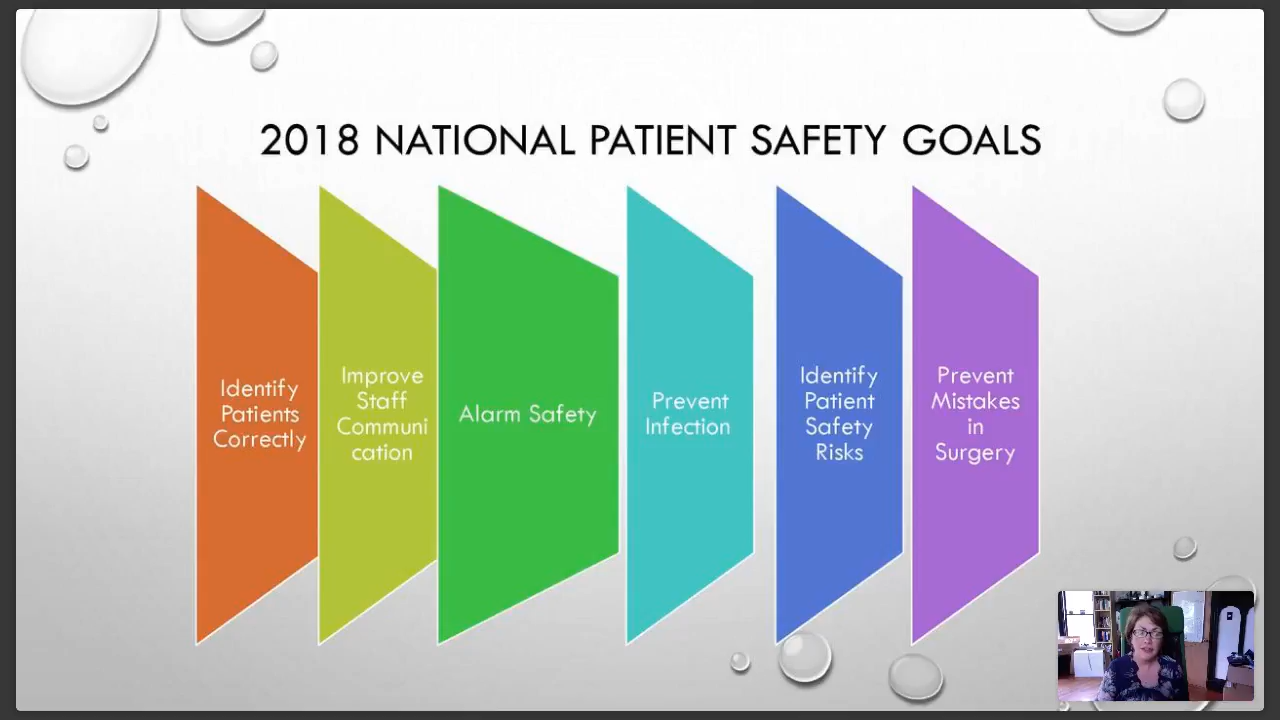 2018 NATIONAL PATIENT SAFETY GOALS
Identify
Patients
Correctly
Improve
Staff
Communi
cation
Alarm Safety
Prevent
Infection
Identify
Patient
Safety
Risks
Prevent
Mistakes
in
Surgery